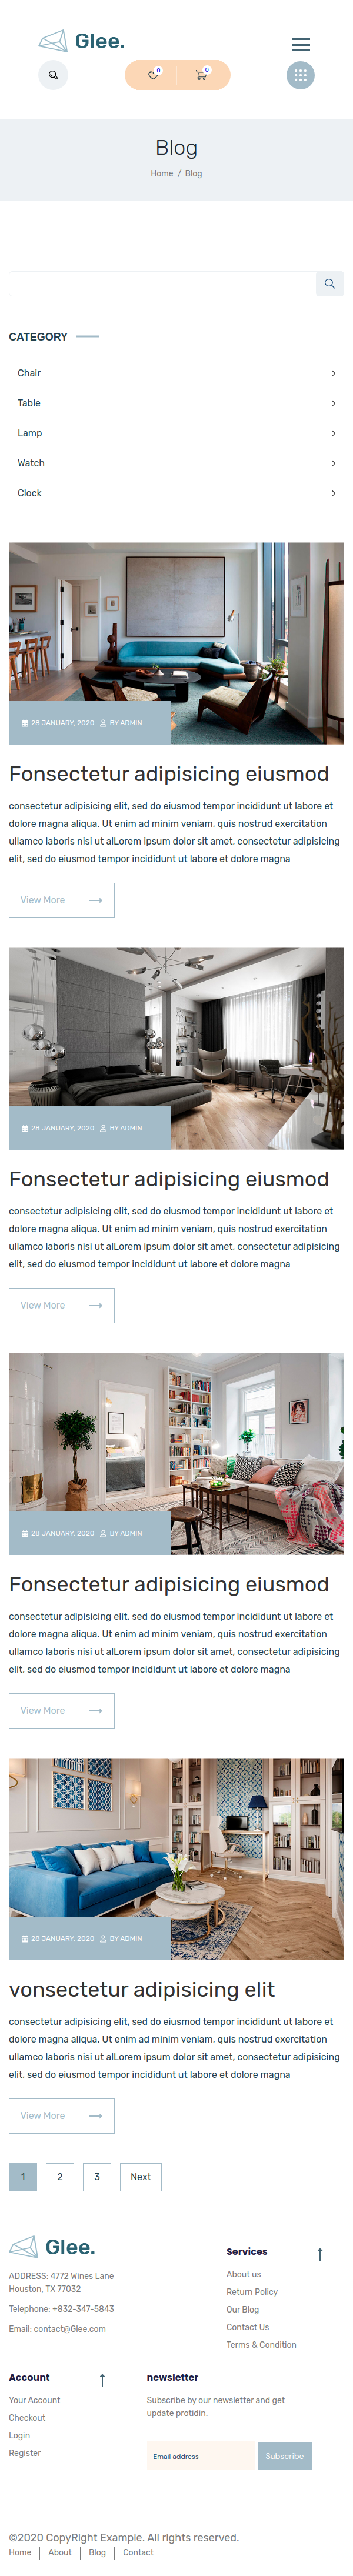 Glee.
0
0
Blog
Home / Blog
CATEGORY
Chair
Table
Lamp
Watch
Clock
28 JANUARY, 2020 BY ADMIN
Fonsectetur adipisicing eiusmod
consectetur adipisicing elit, sed do eiusmod tempor incididunt ut labore et
dolore magna aliqua. Ut enim ad minim veniam, quis nostrud exercitation
ullamco laboris nisi ut alLorem ipsum dolor sit amet, consectetur adipisicing
elit, sed do eiusmod tempor incididunt ut labore et dolore magna
View More
28 JANUARY, 2020 BY ADMIN
Fonsectetur adipisicing eiusmod
consectetur adipisicing elit, sed do eiusmod tempor incididunt ut labore et
dolore magna aliqua. Ut enim ad minim veniam, quis nostrud exercitation
ullamco laboris nisi ut alLorem ipsum dolor sit amet, consectetur adipisicing
elit, sed do eiusmod tempor incididunt ut labore et dolore magna
View More
28 JANUARY, 2020 BY ADMIN
Fonsectetur adipisicing eiusmod
consectetur adipisicing elit, sed do eiusmod tempor incididunt ut labore et
dolore magna aliqua. Ut enim ad minim veniam, quis nostrud exercitation
ullamco laboris nisi ut alLorem ipsum dolor sit amet, consectetur adipisicing
elit, sed do eiusmod tempor incididunt ut labore et dolore magna
View More
28 JANUARY, 2020 BY ADMIN
vonsectetur adipisicing elit
consectetur adipisicing elit, sed do eiusmod tempor incididunt ut labore et
dolore magna aliqua. Ut enim ad minim veniam, quis nostrud exercitation
ullamco laboris nisi ut alLorem ipsum dolor sit amet, consectetur adipisicing
elit, sed do eiusmod tempor incididunt ut labore et dolore magna
View More
1 2 3 Next
Glee.
ADDRESS: 4772 Wines Lane
Houston, TX 77032
Telephone: +832-347-5843
Email: contact@Glee.com
Services
About us
Return Policy
Our Blog
Contact Us
Terms & Condition
Account
Your Account
Checkout
Login
Register
newsletter
Subscribe by our newsletter and get
update protidin.
Email address
Subscribe
©2020 CopyRight Example. All rights reserved.
Home About Blog Contact